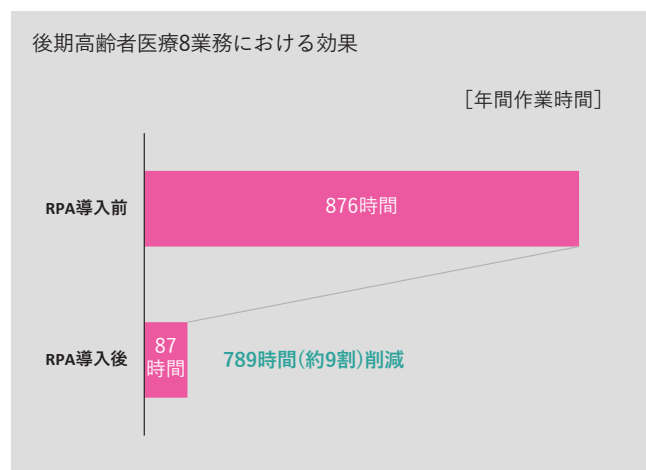 後期高齢者医療8業務における効果
［年間作業時間］
RPA導入前
876時間
RPA導入後
87
時間
789時間（約9割）削減